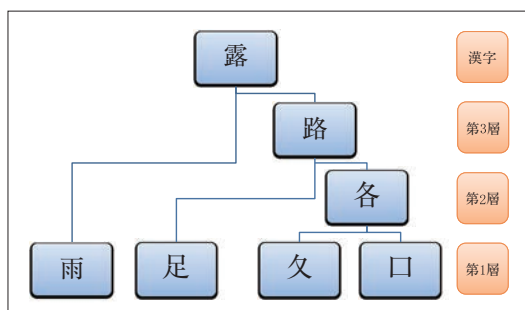 露
漢字
路
第3層
各
第2層
雨
足
夂
口
第1層